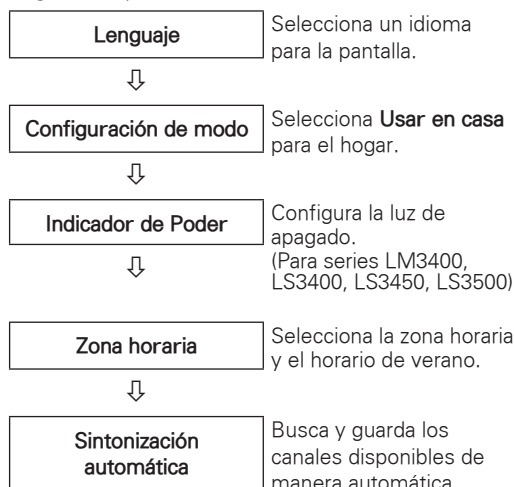 Lenguaje
Selecciona un idioma
para la pantalla.
Configuración de modo
Selecciona Usar en casa
para el hogar.
Indicador de Poder
Configura la luz de
apagado.
(Para series LM3400,
LS3400, LS3450, LS3500)
Zona horaria
Selecciona la zona horaria
y el horario de verano.
Sintonización
automática
Busca y guarda los
canales disponibles de
manera automática